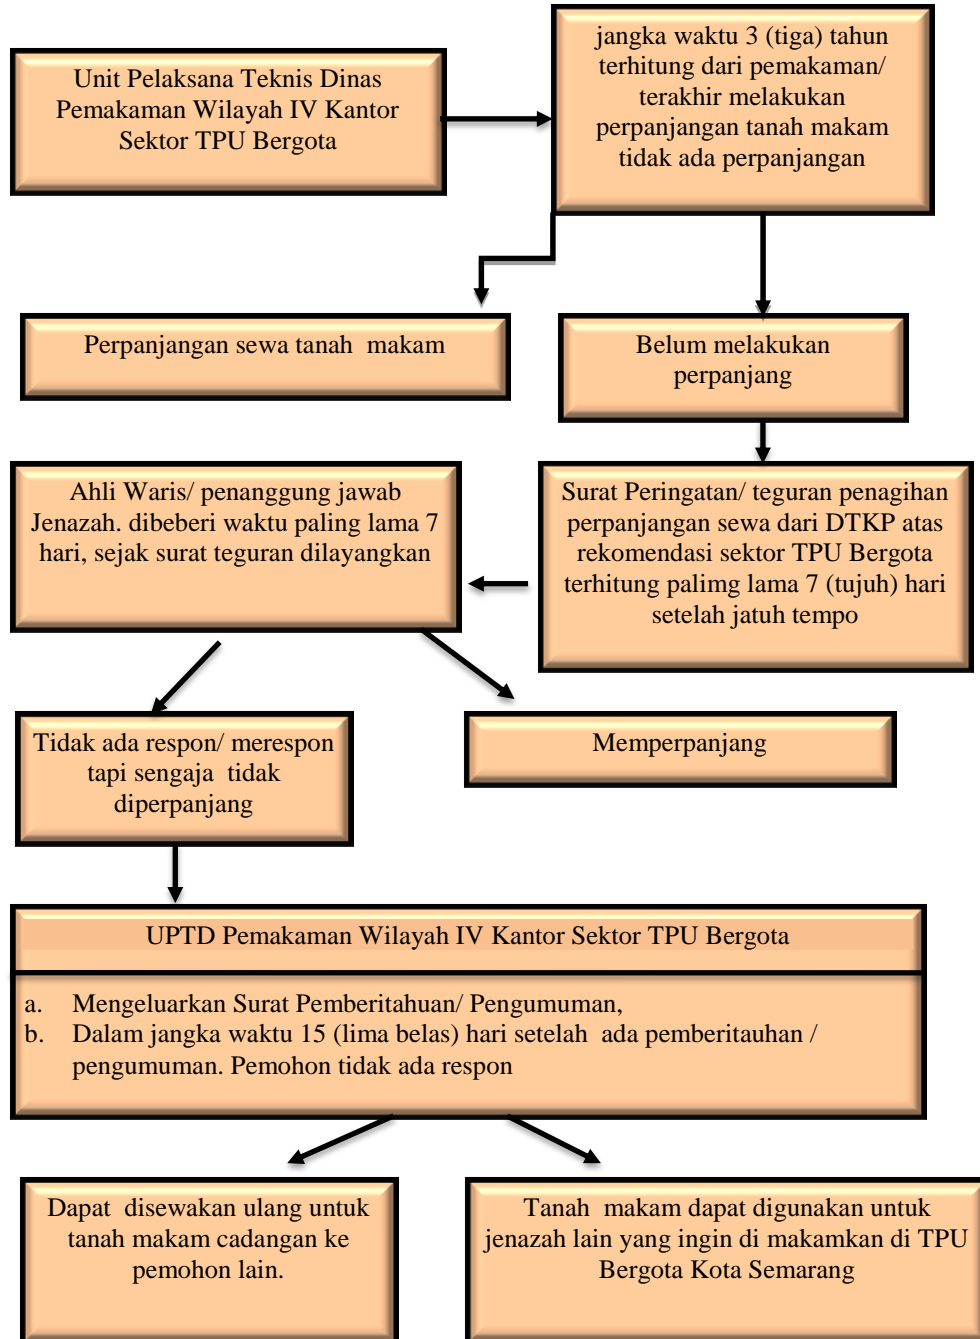 Unit Pelaksana Teknis Dinas
Pemakaman Wilayah IV Kantor
Sektor TPU Bergota
jangka waktu 3 (tiga) tahun
terhitung dari pemakaman/
terakhir melakukan
perpanjangan tanah makam
tidak ada perpanjangan
Perpanjangan sewa tanah makam
Belum melakukan
perpanjang
Ahli Waris/ penanggung jawab
Jenazah. dibeberi waktu paling lama 7
hari, sejak surat teguran dilayangkan
Surat Peringatan/ teguran penagihan
perpanjangan sewa dari DTKP atas
rekomendasi sektor TPU Bergota
terhitung palimg lama 7 (tujuh) hari
setelah jatuh tempo
Tidak ada respon/ merespon
tapi sengaja tidak
diperpanjang
Memperpanjang
UPTD Pemakaman Wilayah IV Kantor Sektor TPU Bergota
a. Mengeluarkan Surat Pemberitahuan/ Pengumuman,
b. Dalam jangka waktu 15 (lima belas) hari setelah ada pemberitauhan /
pengumuman. Pemohon tidak ada respon
Dapat disewakan ulang untuk
tanah makam cadangan ke
pemohon lain.
Tanah makam dapat digunakan untuk
jenazah lain yang ingin di makamkan di TPU
Bergota Kota Semarang